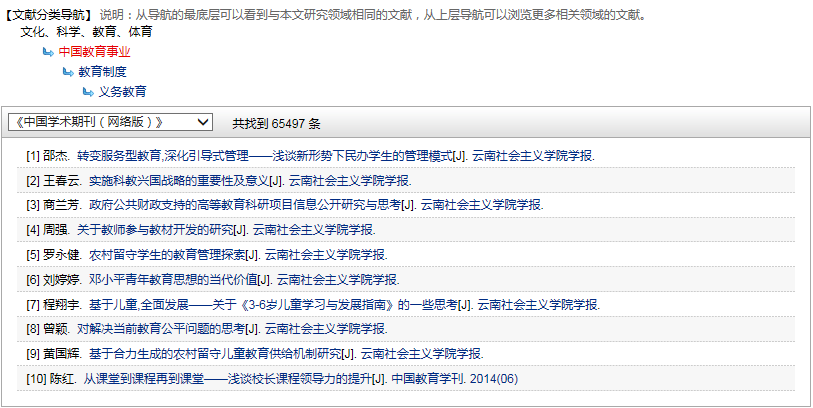 【文献分类导航】 说明：从导航的最底层可以看到与本文研究领域相同的文献，从上层导航可以浏览更多相关领域的文献。
文化、科学、教育、体育
中国教育事业
教育制度
义务教育
《中国学术期刊（网络版）》 共找到 65497 条
[1] 邵杰. 转变服务型教育,深化引导式管理——浅谈新形势下民办学生的管理模式[J]. 云南社会主义学院学报.
[2] 王春云. 实施科教兴国战略的重要性及意义[J]. 云南社会主义学院学报.
[3] 商兰芳. 政府公共财政支持的高等教育科研项目信息公开研究与思考[J]. 云南社会主义学院学报.
[4] 周强. 关于教师参与教材开发的研究[J]. 云南社会主义学院学报.
[5] 罗永健. 农村留守学生的教育管理探索[J]. 云南社会主义学院学报.
[6] 刘婷婷. 邓小平青年教育思想的当代价值[J]. 云南社会主义学院学报.
[7] 程翔宇. 基于儿童,全面发展——关于《3-6岁儿童学习与发展指南》的一些思考[J]. 云南社会主义学院学报.
[8] 曾颖. 对解决当前教育公平问题的思考[J]. 云南社会主义学院学报.
[9] 黄国辉. 基于合力生成的农村留守儿童教育供给机制研究[J]. 云南社会主义学院学报.
[10] 陈红. 从课堂到课程再到课堂——浅谈校长课程领导力的提升[J]. 中国教育学刊. 2014(06)